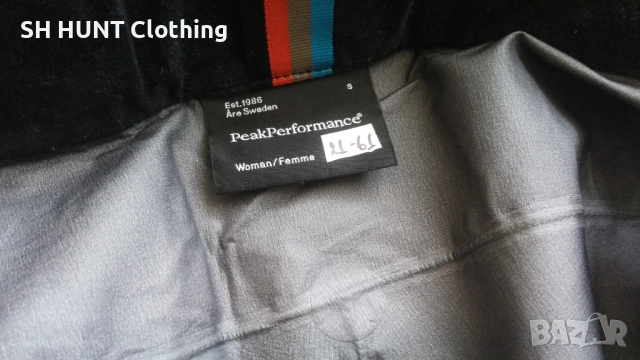 SH HUNT Clothing
Est.1986
S
Åre Sweden
PeakPerformance®
Woman/Femme
21-61
BAZAR